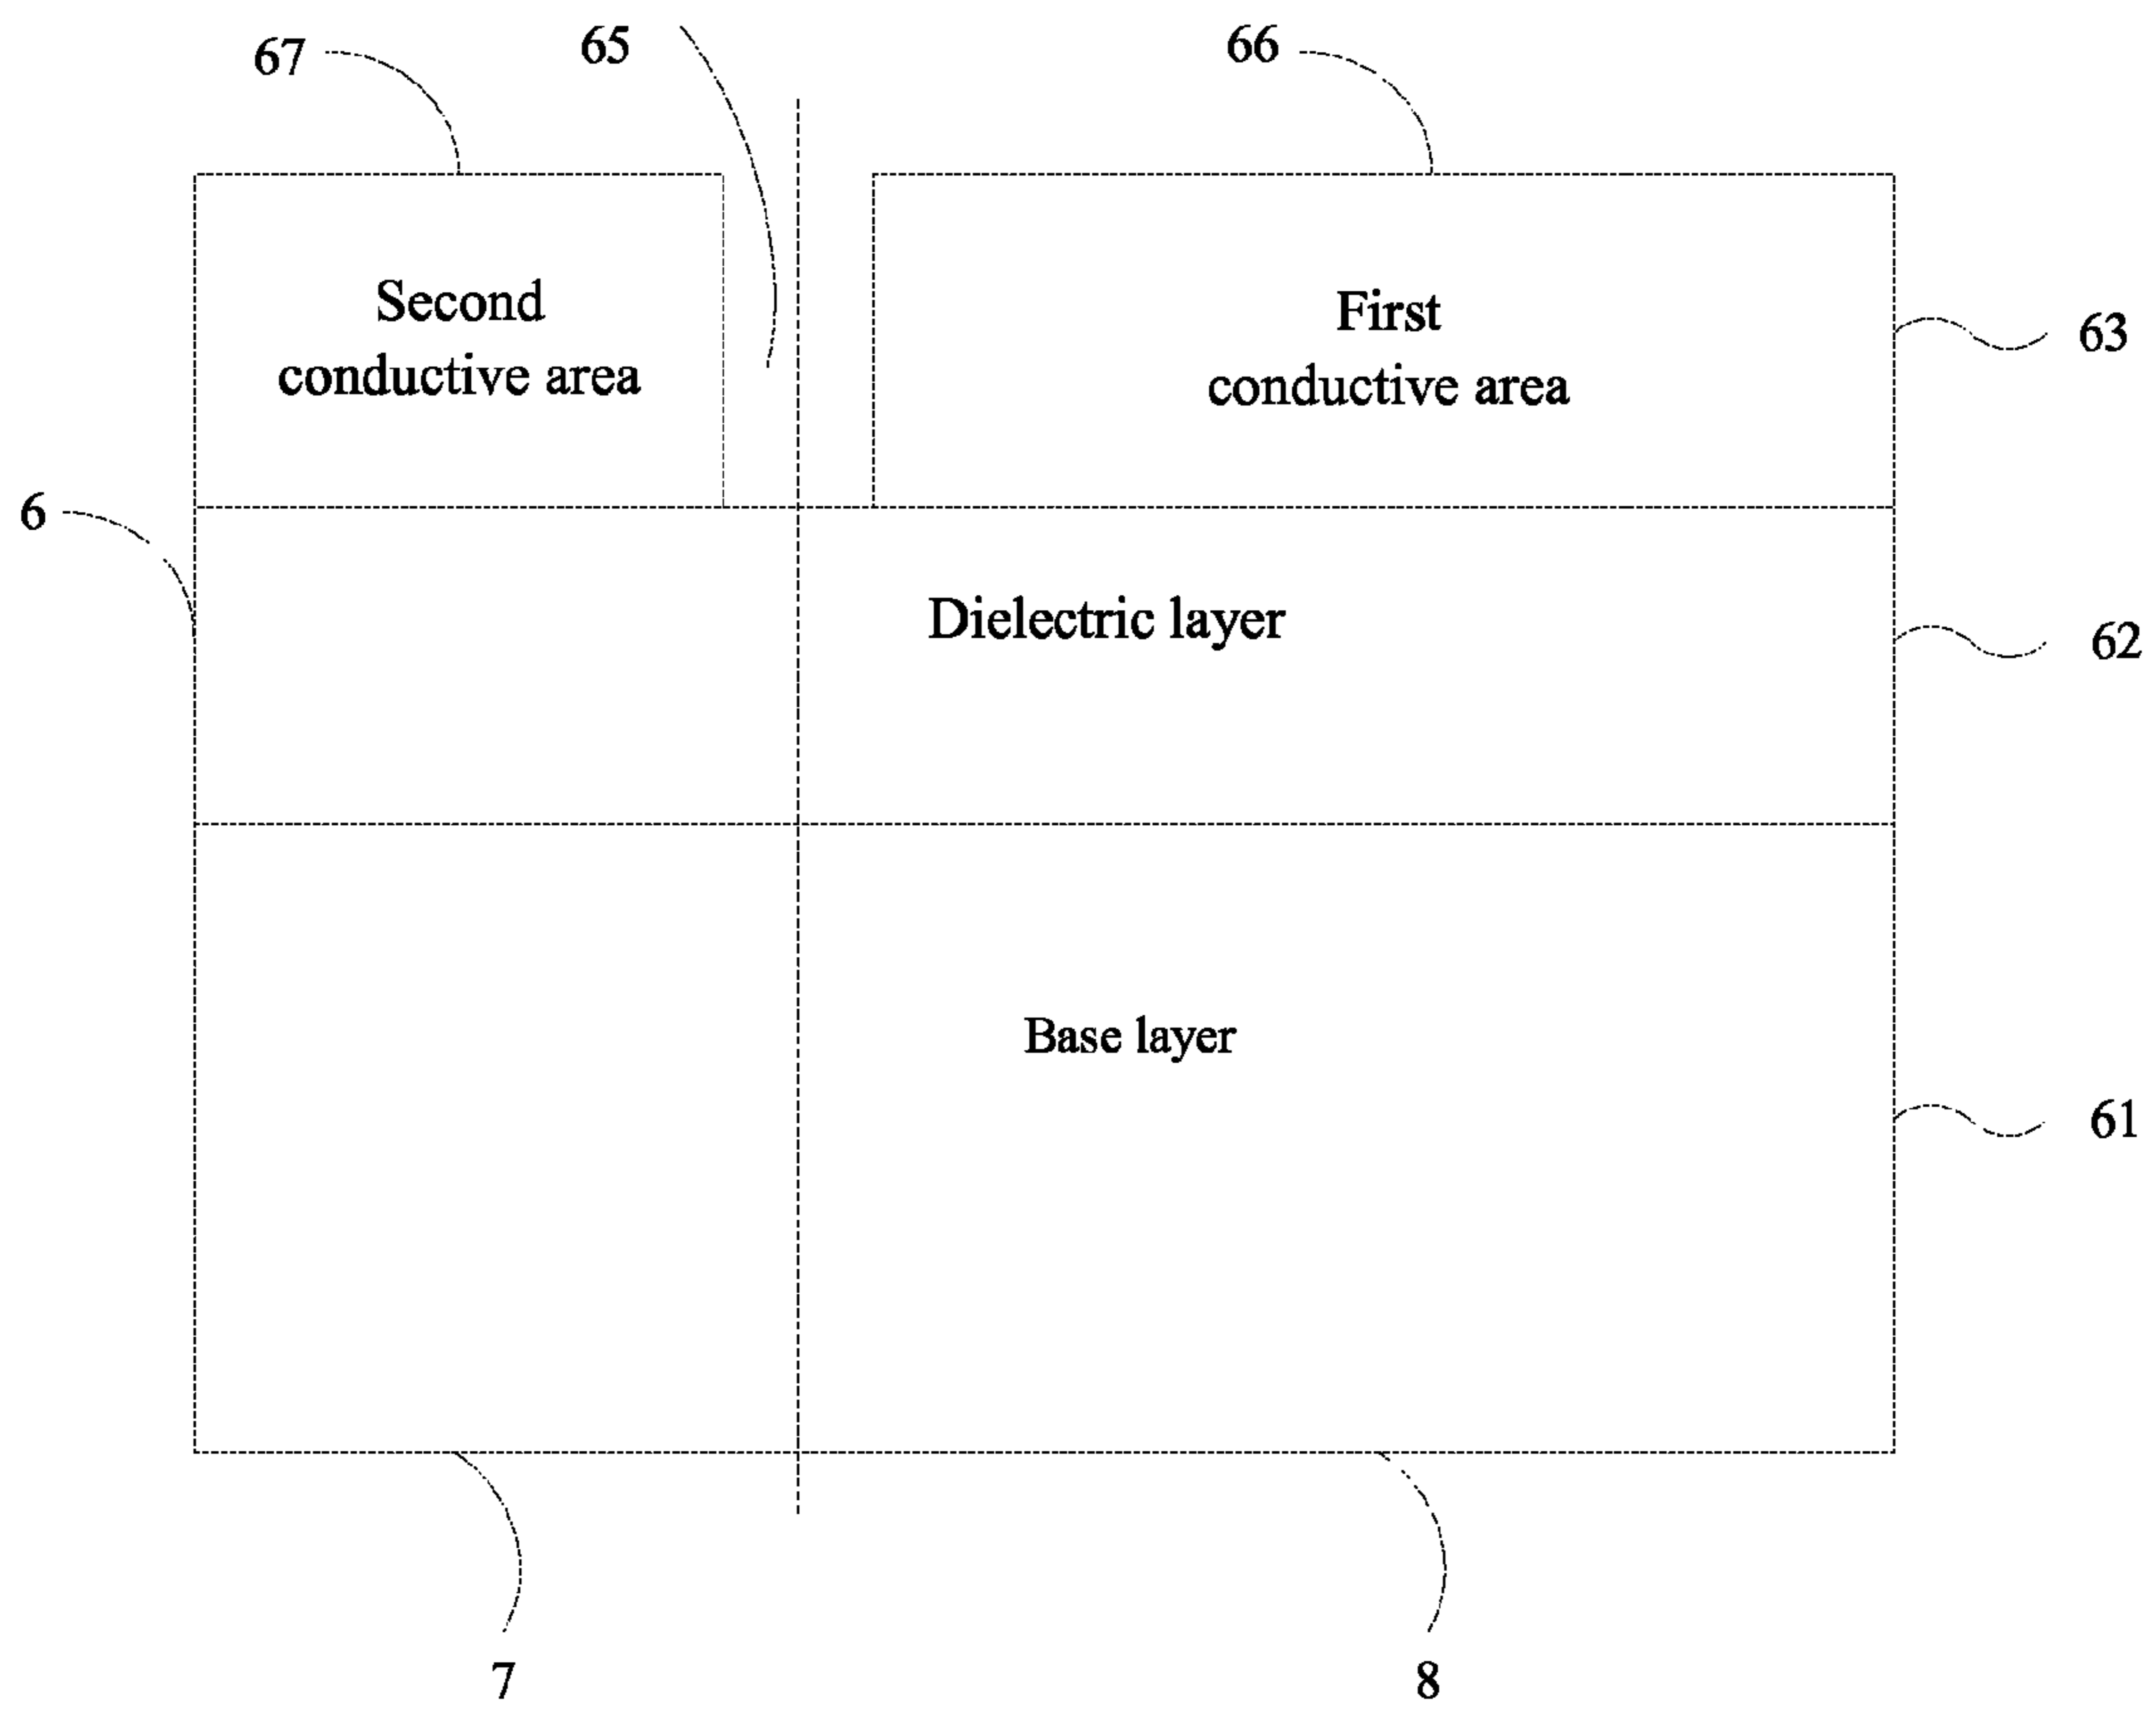 67
65
66
Second
conductive area
First
conductive area
63
6
Dielectric layer
62
Base layer
61
7
8